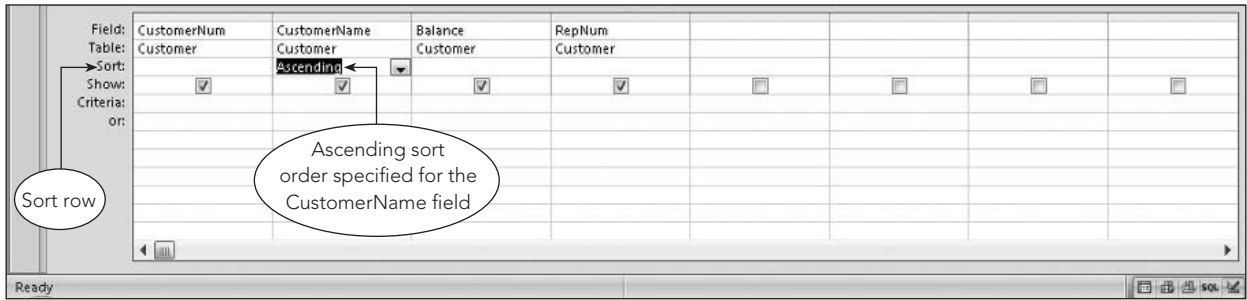 Field: CustomerNum CustomerName Balance RepNum
Table: Customer Customer Customer Customer
Sort: Ascending
Show:
Criteria:
or:
Ascending sort
order specified for the
CustomerName field
Sort row
Ready SQL